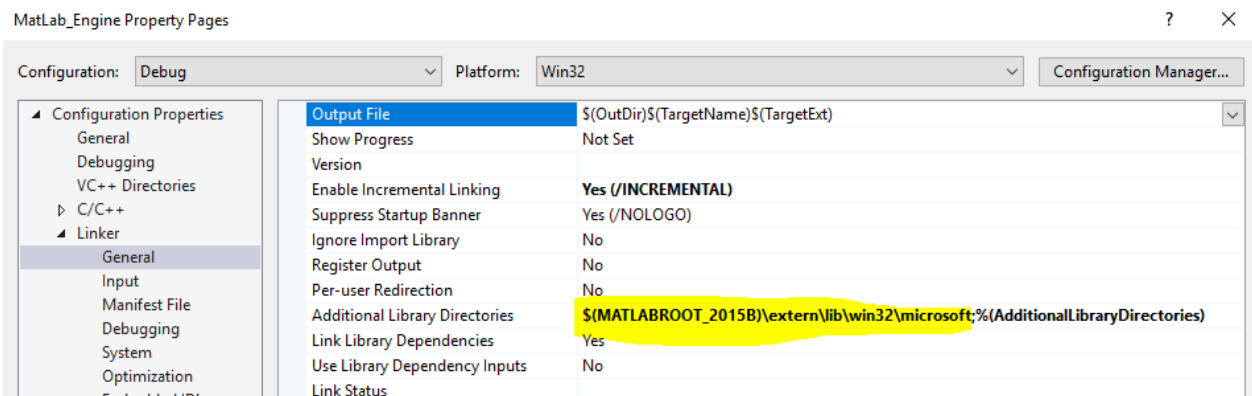 MatLab_Engine Property Pages ? ×
Configuration: Debug Platform: Win32 Configuration Manager...
Configuration Properties
General
Debugging
VC++ Directories
C/C++
Linker
General
Input
Manifest File
Debugging
System
Optimization
Output File $(OutDir)$(TargetName)$(TargetExt)
Show Progress Not Set
Version
Enable Incremental Linking Yes (/INCREMENTAL)
Suppress Startup Banner Yes (/NOLOGO)
Ignore Import Library No
Register Output No
Per-user Redirection No
Additional Library Directories $(MATLABROOT_2015B)\extern\lib\win32\microsoft;%(AdditionalLibraryDirectories)
Link Library Dependencies Yes
Use Library Dependency Inputs No
Link Status